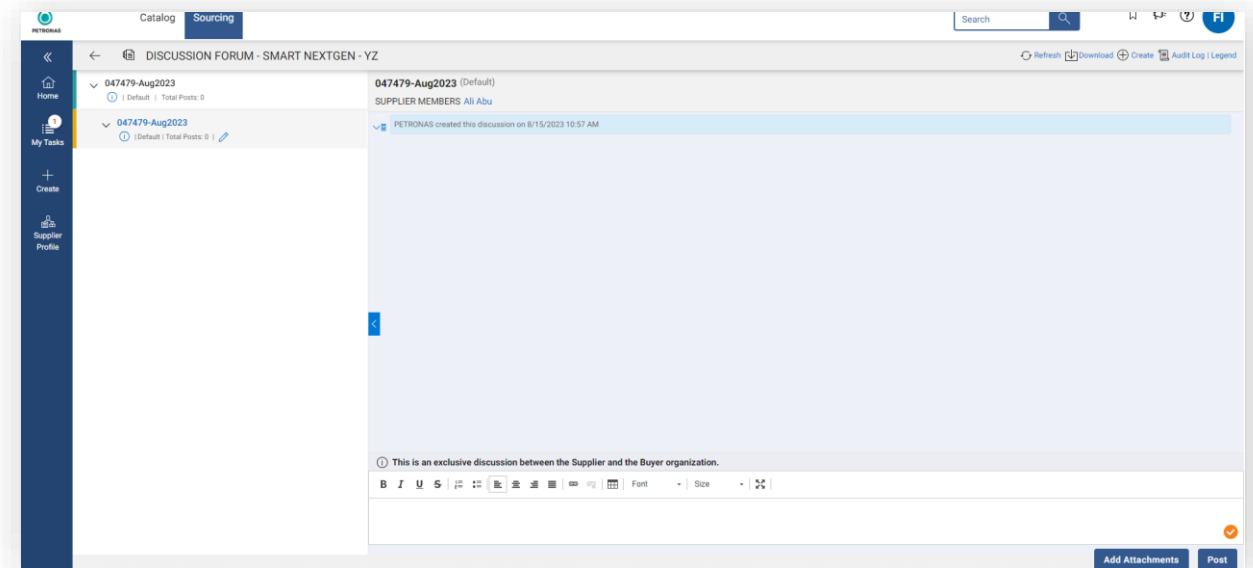 PETRONAS
Catalog Sourcing
Search
FI
DISCUSSION FORUM - SMART NEXTGEN - YZ
Refresh Download Create Audit Log | Legend
Home
1
My Tasks
Create
Supplier
Profile
047479-Aug2023
| Default | Total Posts: 0
047479-Aug2023
| Default | Total Posts: 0 |
047479-Aug2023 (Default)
SUPPLIER MEMBERS Ali Abu
PETRONAS created this discussion on 8/15/2023 10:57 AM
This is an exclusive discussion between the Supplier and the Buyer organization.
B I U S Font Size
Add Attachments Post